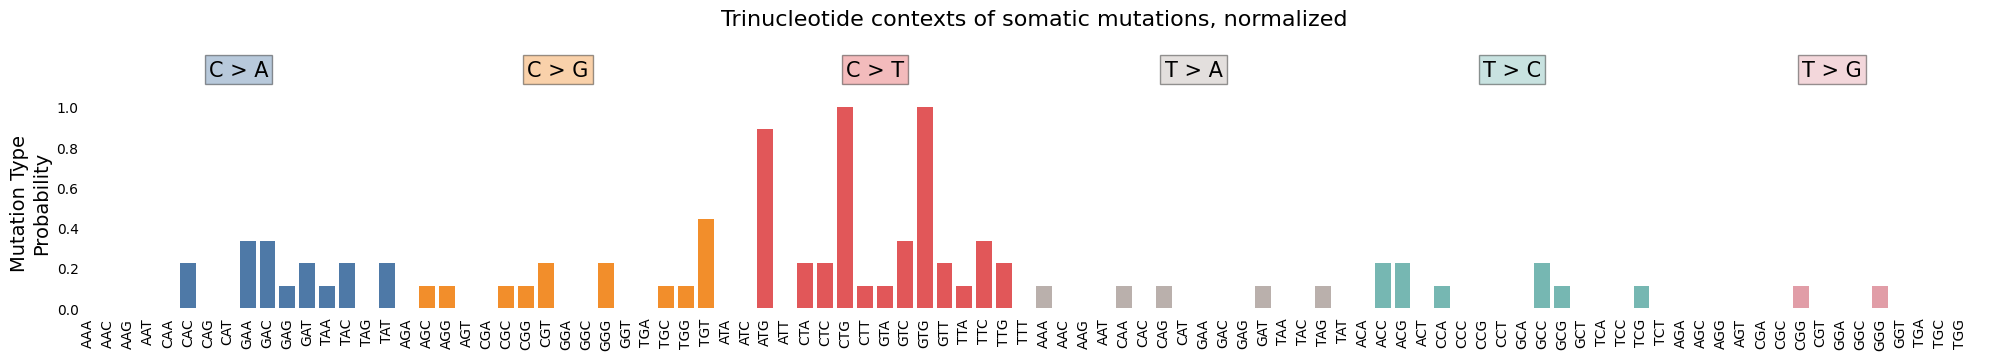 Trinucleotide contexts of somatic mutations, normalized
C > A
C > G
C > T
T > A
T > C
T > G
Mutation Type
Probability
1.0
0.8
0.6
0.4
0.2
0.0
AAA
AAC
AAG
AAT
CAA
CAC
CAG
CAT
GAA
GAC
GAG
GAT
TAA
TAC
TAG
TAT
AGA
AGC
AGG
AGT
CGA
CGC
CGG
CGT
GGA
GGC
GGG
GGT
TGA
TGC
TGG
TGT
ATA
ATC
ATG
ATT
CTA
CTC
CTG
CTT
GTA
GTC
GTG
GTT
TTA
TTC
TTG
TTT
AAA
AAC
AAG
AAT
CAA
CAC
CAG
CAT
GAA
GAC
GAG
GAT
TAA
TAC
TAG
TAT
ACA
ACC
ACG
ACT
CCA
CCC
CCG
CCT
GCA
GCC
GCG
GCT
TCA
TCC
TCG
TCT
AGA
AGC
AGG
AGT
CGA
CGC
CGG
CGT
GGA
GGC
GGG
GGT
TGA
TGC
TGG